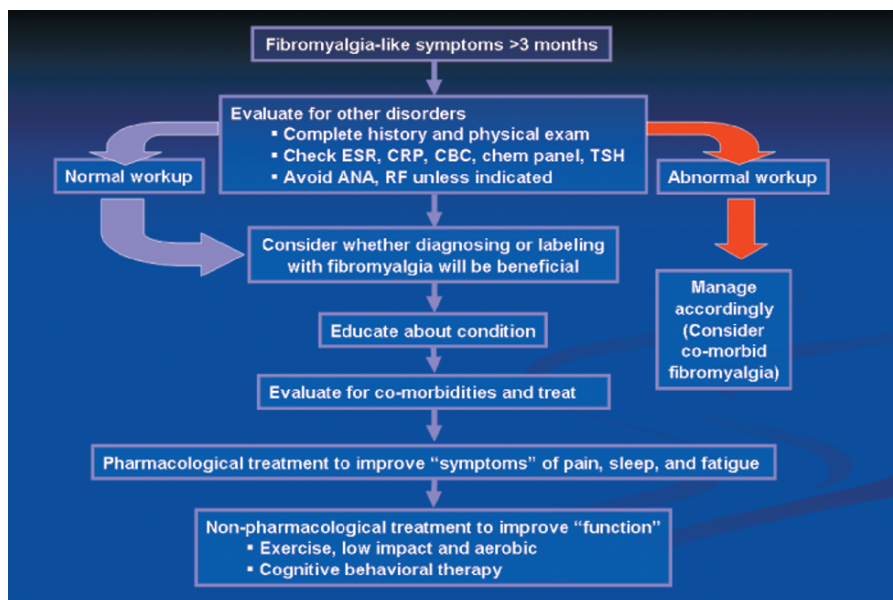 Fibromyalgia-like symptoms >3 months
Evaluate for other disorders
▪ Complete history and physical exam
▪ Check ESR, CRP, CBC, chem panel, TSH
▪ Avoid ANA, RF unless indicated
Normal workup
Abnormal workup
Consider whether diagnosing or labeling
with fibromyalgia will be beneficial
Manage
accordingly
(Consider
co-morbid
fibromyalgia)
Educate about condition
Evaluate for co-morbidities and treat
Pharmacological treatment to improve “symptoms” of pain, sleep, and fatigue
Non-pharmacological treatment to improve “function”
▪ Exercise, low impact and aerobic
▪ Cognitive behavioral therapy